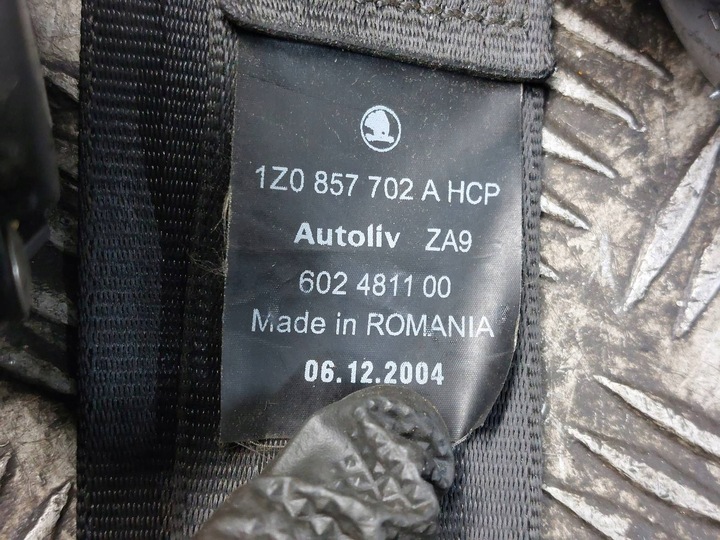 1Z0 857 702 A HCP
Autoliv ZA9
602 4811 00
Made in ROMANIA
06.12.2004